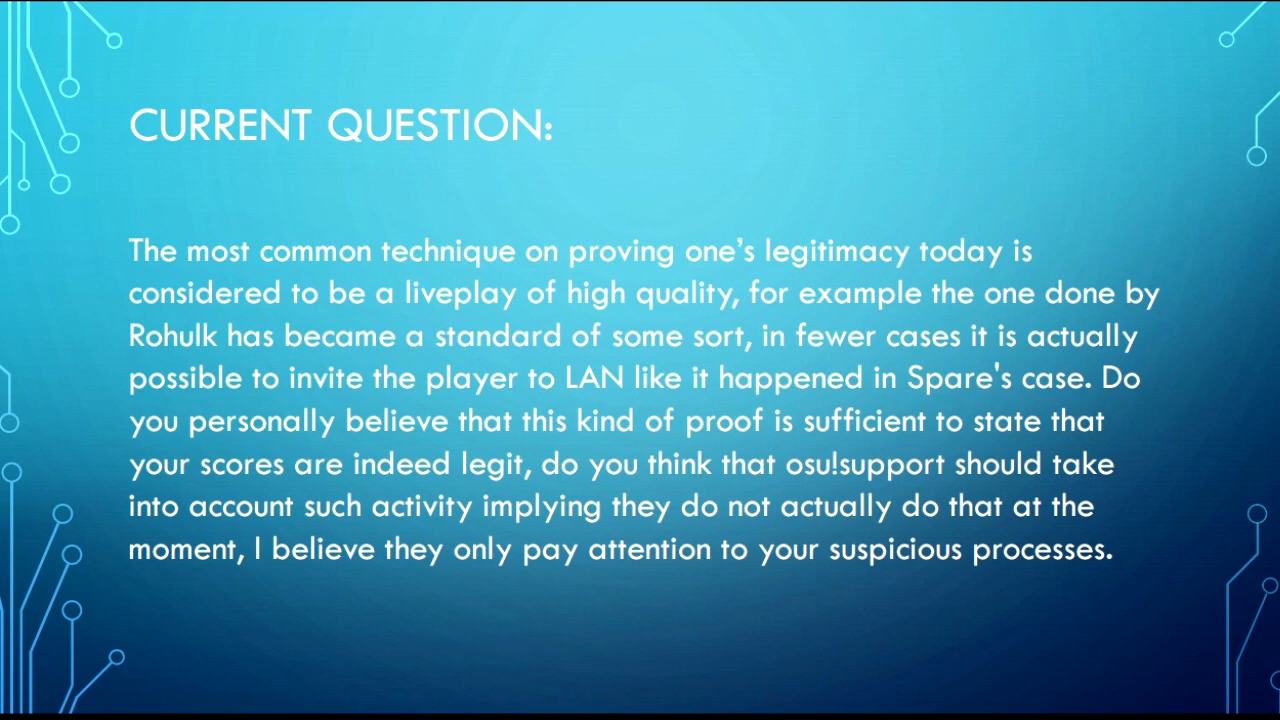 CURRENT QUESTION:
The most common technique on proving one’s legitimacy today is
considered to be a liveplay of high quality, for example the one done by
Rohulk has became a standard of some sort, in fewer cases it is actually
possible to invite the player to LAN like it happened in Spare's case. Do
you personally believe that this kind of proof is sufficient to state that
your scores are indeed legit, do you think that osu!support should take
into account such activity implying they do not actually do that at the
moment, I believe they only pay attention to your suspicious processes.